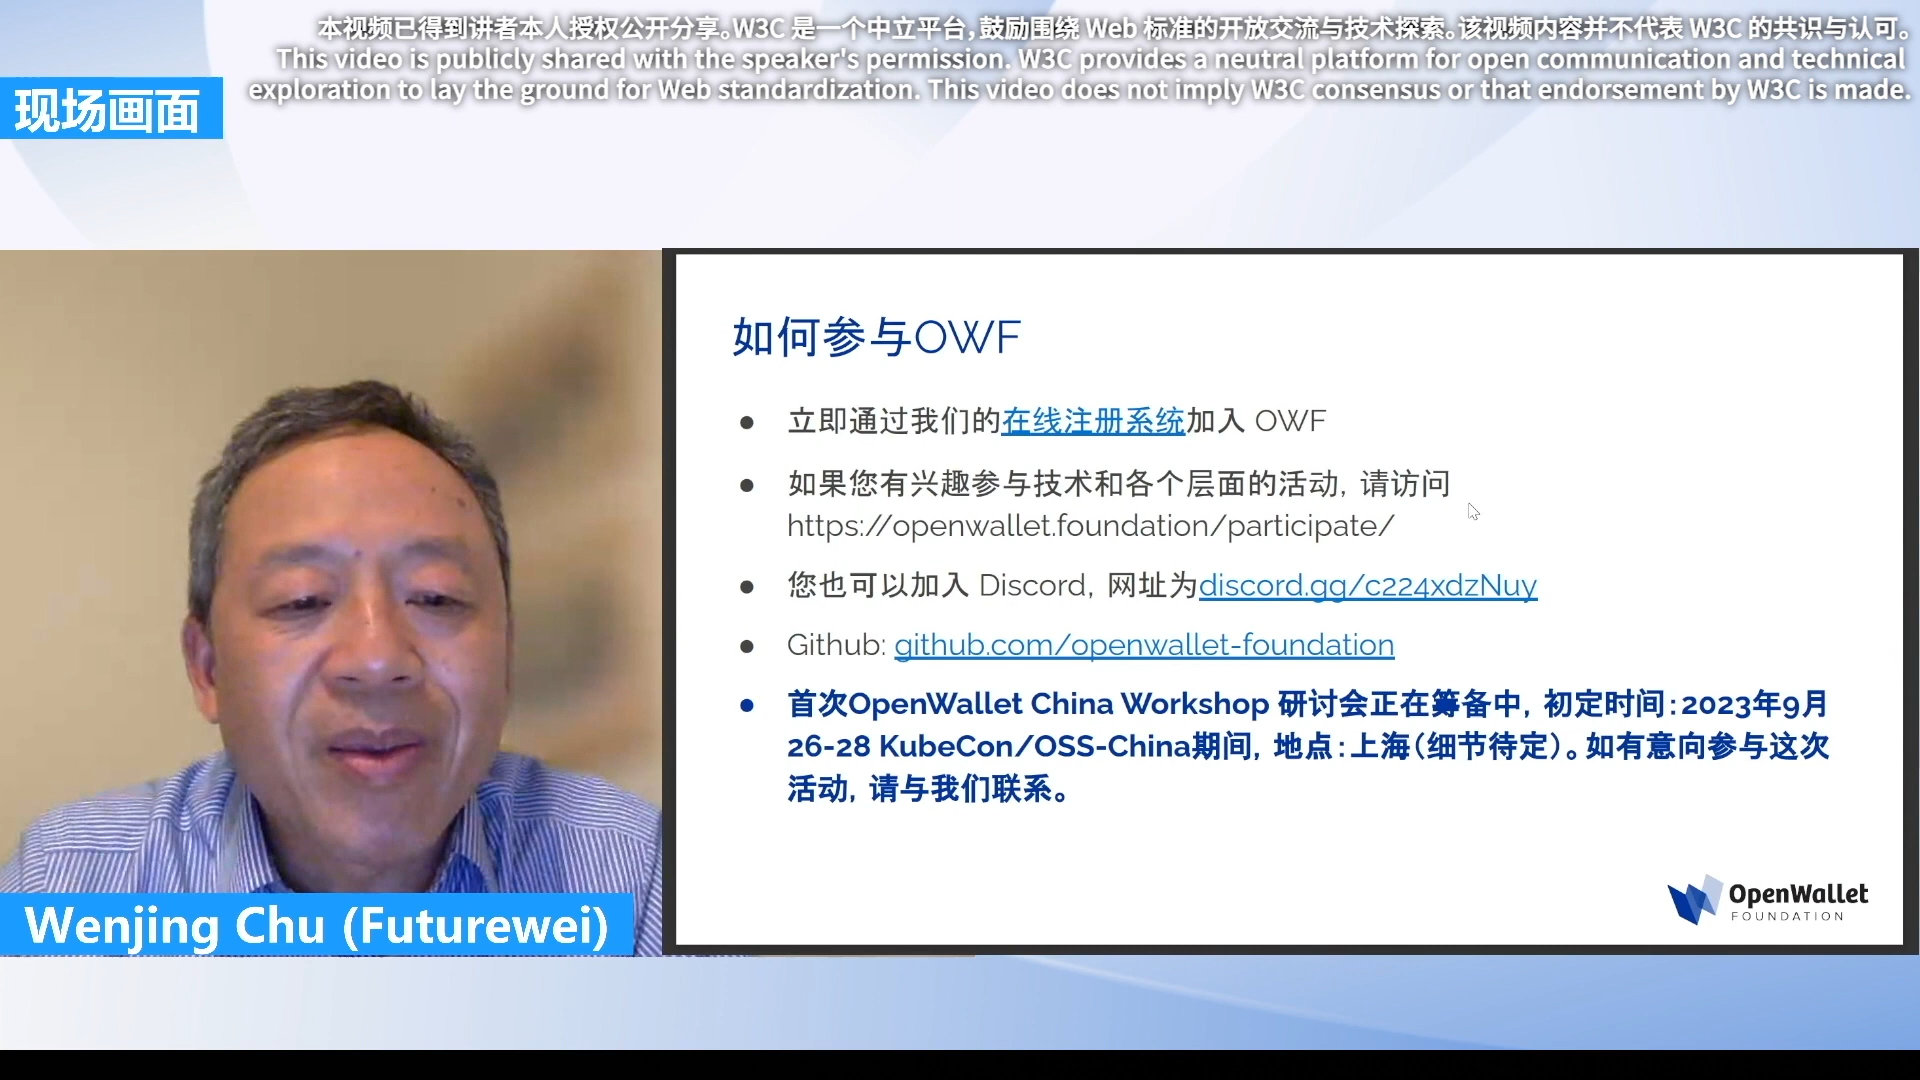 本视频已得到讲者本人授权公开分享。W3C 是一个中立平台，鼓励围绕 Web 标准的开放交流与技术探索。该视频内容并不代表 W3C 的共识与认可。
This video is publicly shared with the speaker's permission. W3C provides a neutral platform for open communication and technical
exploration to lay the ground for Web standardization. This video does not imply W3C consensus or that endorsement by W3C is made.
现场画面
如何参与OWF
● 立即通过我们的在线注册系统加入 OWF
● 如果您有兴趣参与技术和各个层面的活动，请访问
https://openwallet.foundation/participate/
● 您也可以加入 Discord，网址为discord.gg/c224xdzNuy
● Github: github.com/openwallet-foundation
● 首次OpenWallet China Workshop 研讨会正在筹备中，初定时间：2023年9月
26-28 KubeCon/OSS-China期间，地点：上海（细节待定）。如有意向参与这次
活动，请与我们联系。
OpenWallet
FOUNDATION
Wenjing Chu (Futurewei)